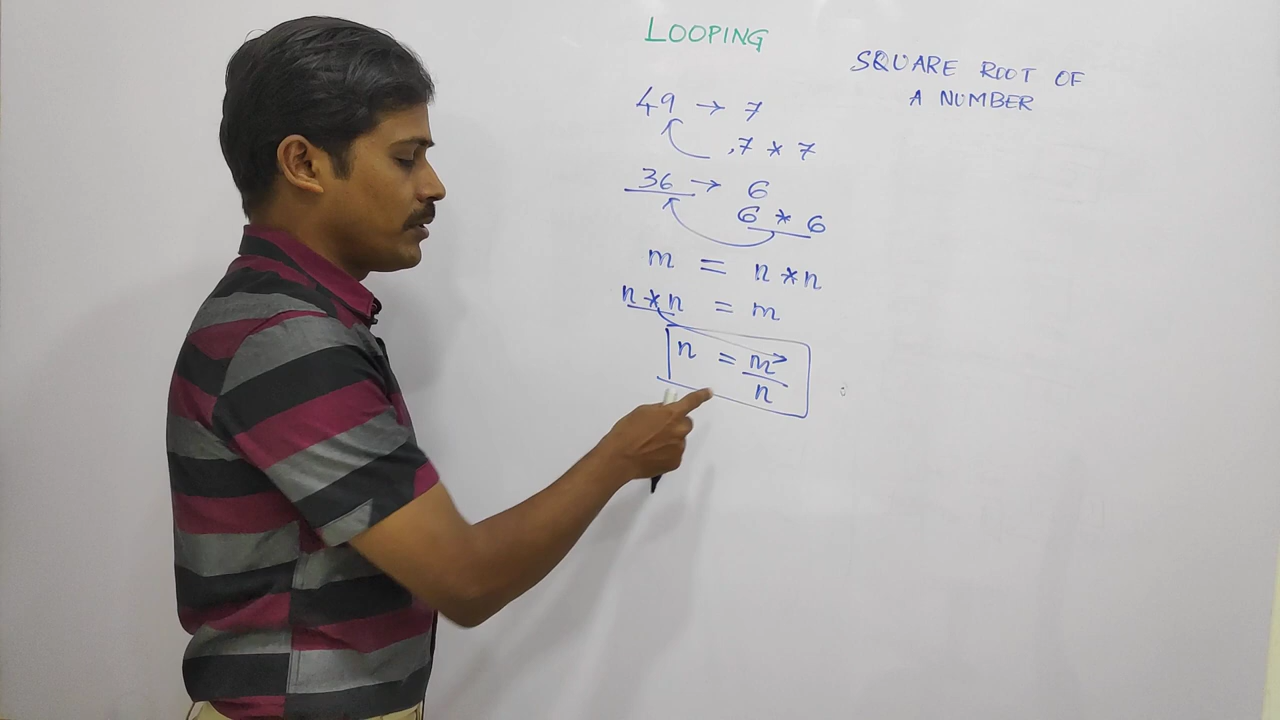 LOOPING
SQUARE ROOT OF
A NUMBER
49 → 7
7 * 7
36 → 6
6 * 6
m = n * n
n * n = m
n = m
n